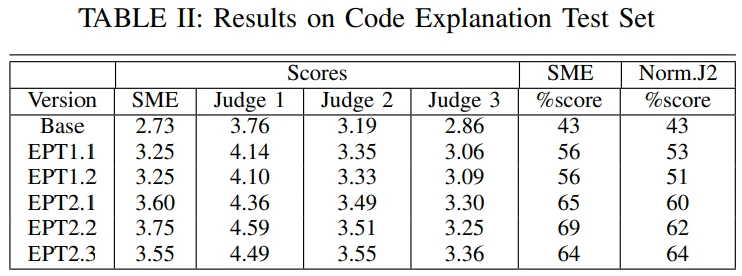 TABLE II: Results on Code Explanation Test Set
Scores SME Norm.J2
Version SME Judge 1 Judge 2 Judge 3 %score %score
Base 2.73 3.76 3.19 2.86 43 43
EPT1.1 3.25 4.14 3.35 3.06 56 53
EPT1.2 3.25 4.10 3.33 3.09 56 51
EPT2.1 3.60 4.36 3.49 3.30 65 60
EPT2.2 3.75 4.59 3.51 3.25 69 62
EPT2.3 3.55 4.49 3.55 3.36 64 64